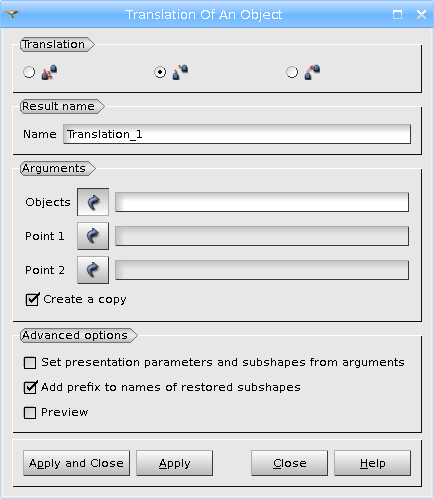 Translation Of An Object
Translation
Result name
Name Translation_1
Arguments
Objects
Point 1
Point 2
Create a copy
Advanced options
Set presentation parameters and subshapes from arguments
Add prefix to names of restored subshapes
Preview
Apply and Close Apply Close Help